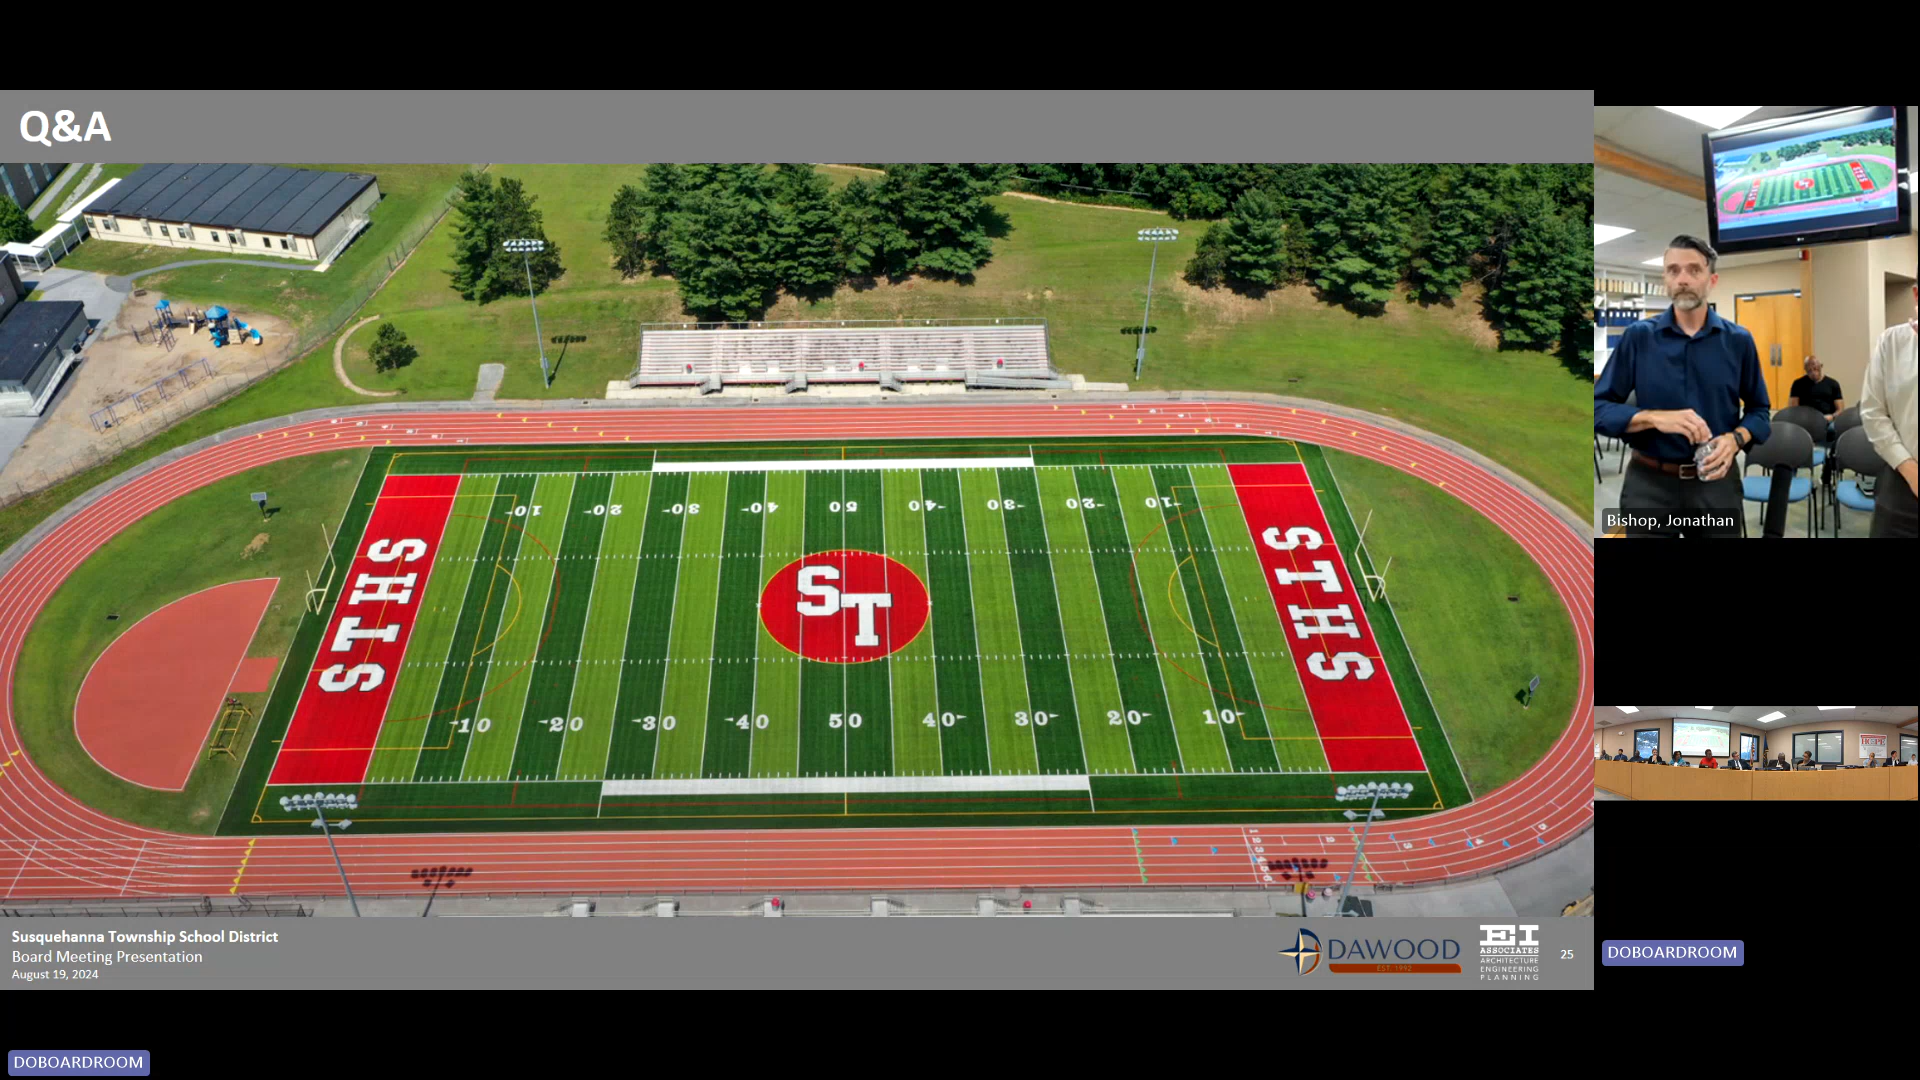 Q&A
-10 -20 -30 -40 50 40- 30- 20- 10-
STHS
ST
STHS
-10 -20 -30 -40 50 40- 30- 20- 10-
Susquehanna Township School District
Board Meeting Presentation
August 19, 2024
DAWOOD
EST. 1992
EI
ASSOCIATES
ARCHITECTURE
ENGINEERING
PLANNING
25
Bishop, Jonathan
DOBOARDROOM
DOBOARDROOM